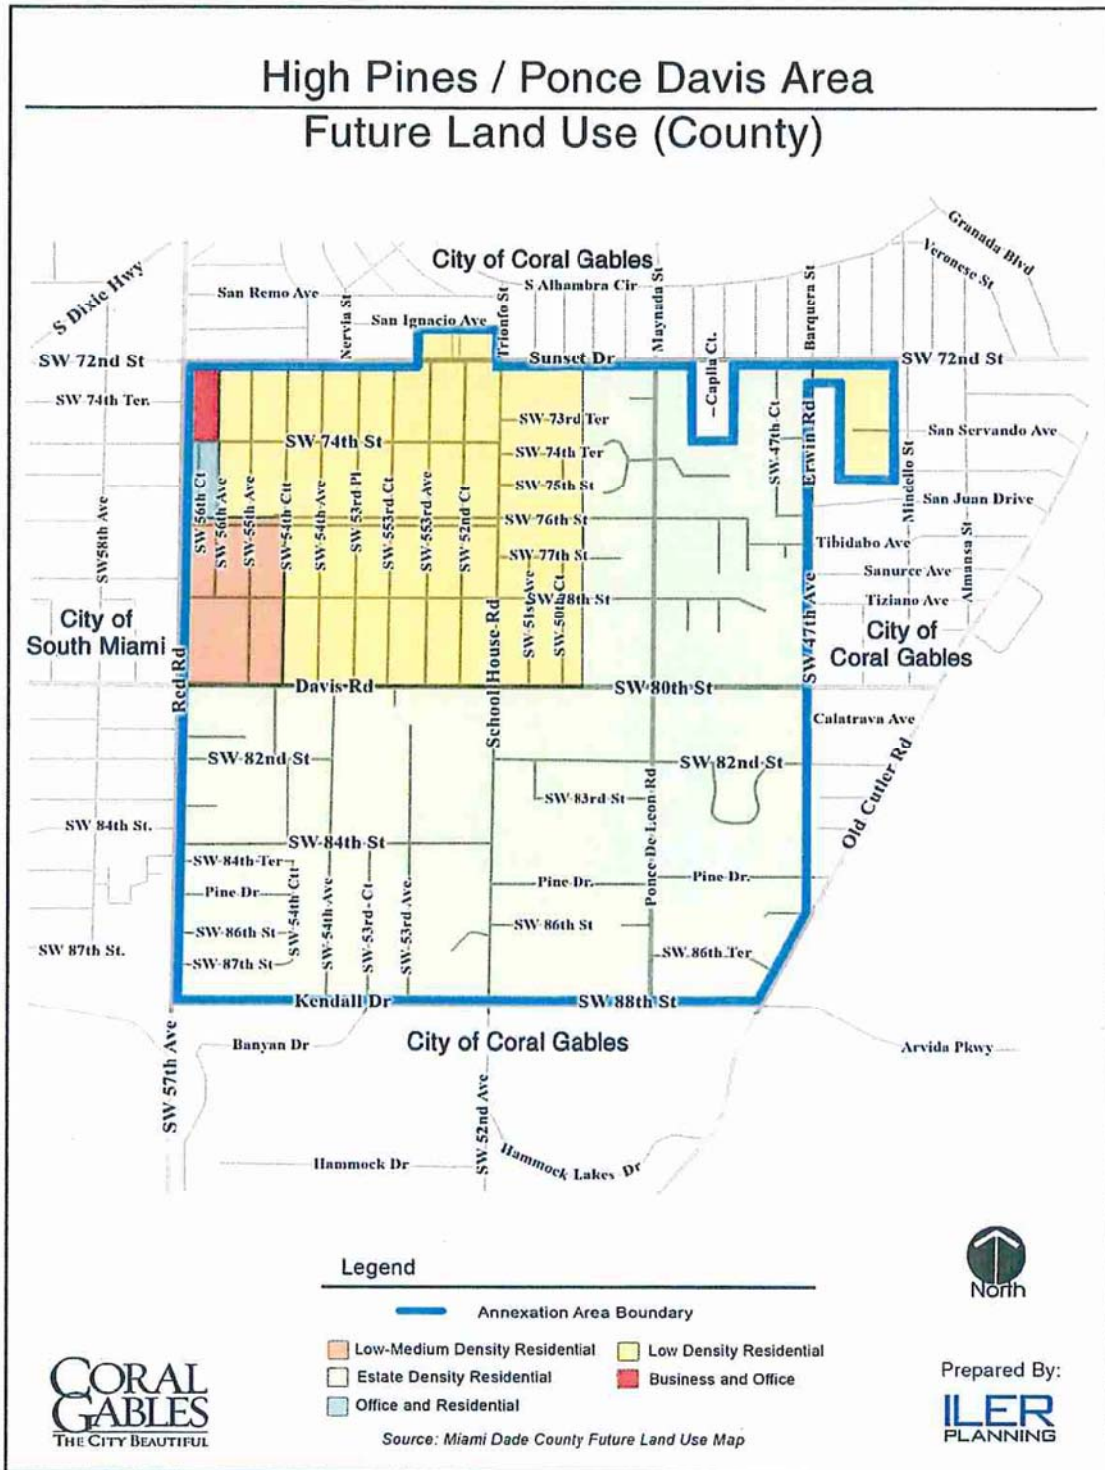 High Pines / Ponce Davis Area
Future Land Use (County)
City of Coral Gables
Granada Blvd
Veronese St
S Dixie Hwy
San Remo Ave
Nervia St
San Ignacio Ave
Trionfo St
S Alhambra Cir
Maynada St
Barquera St
SW 72nd St
Sunset Dr
Caplla Ct.
SW 72nd St
SW 74th Ter.
SW 73rd Ter
SW 47th Ct
Erwin Rd
San Servando Ave
SW 74th St
SW 74th Ter
Mindello St
SW 75th St
San Juan Drive
SW58th Ave
SW 56th Ct
SW 56th Ave
SW 55th Ave
SW 54th Ctt
SW 54th Ave
SW 53rd Pl
SW 553rd Ct.
SW 553rd Ave
SW 52nd Ct
SW 76th St
Tibidabo Ave
Almansa St
SW 77th St
Sanurce Ave
SW 51st Ave
SW 50th Ct
SW 78th St
SW 47th Ave
Tiziano Ave
City of
South Miami
City of
Coral Gables
Red Rd
Davis Rd
School House Rd
SW 80th St
Calatrava Ave
SW 82nd St
SW 82nd St
Old Cutler Rd
SW 83rd St
Ponce De Leon Rd
SW 84th St.
SW 84th St
SW 84th Ter
Pine Dr
SW 54th Ctt
SW 54th Ave
SW 53rd Ct
SW 53rd Ave.
Pine Dr.
Pine Dr.
SW 86th St
SW 86th St
SW 87th St.
SW 87th St
SW 86th Ter
Kendall Dr
SW 88th St
SW 57th Ave
Banyan Dr
City of Coral Gables
Arvida Pkwy
SW 52nd Ave
Hammock Dr
Hammock Lakes Dr
Legend
North
Annexation Area Boundary
Low-Medium Density Residential
Low Density Residential
Estate Density Residential
Business and Office
Office and Residential
Source: Miami Dade County Future Land Use Map
CORAL
GABLES
THE CITY BEAUTIFUL
Prepared By:
ILER
PLANNING